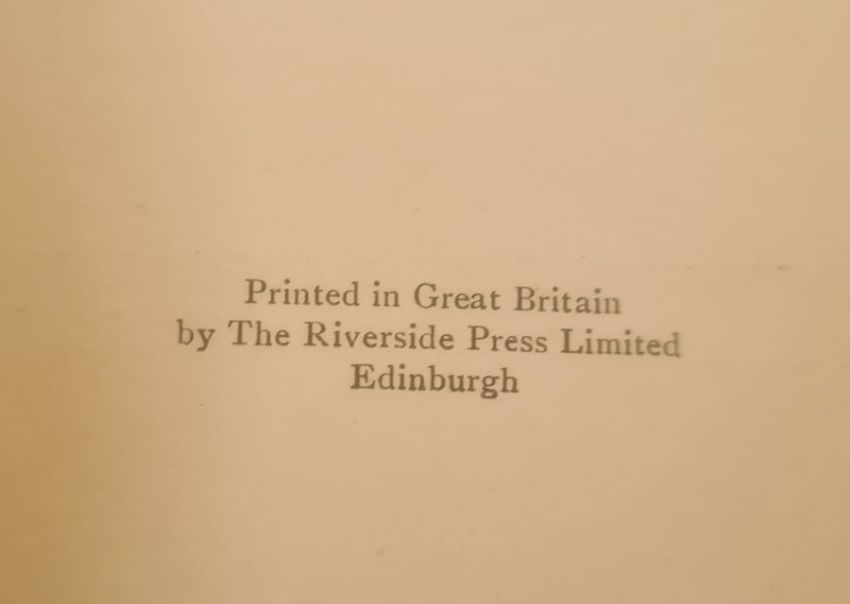 Printed in Great Britain
by The Riverside Press Limited
Edinburgh